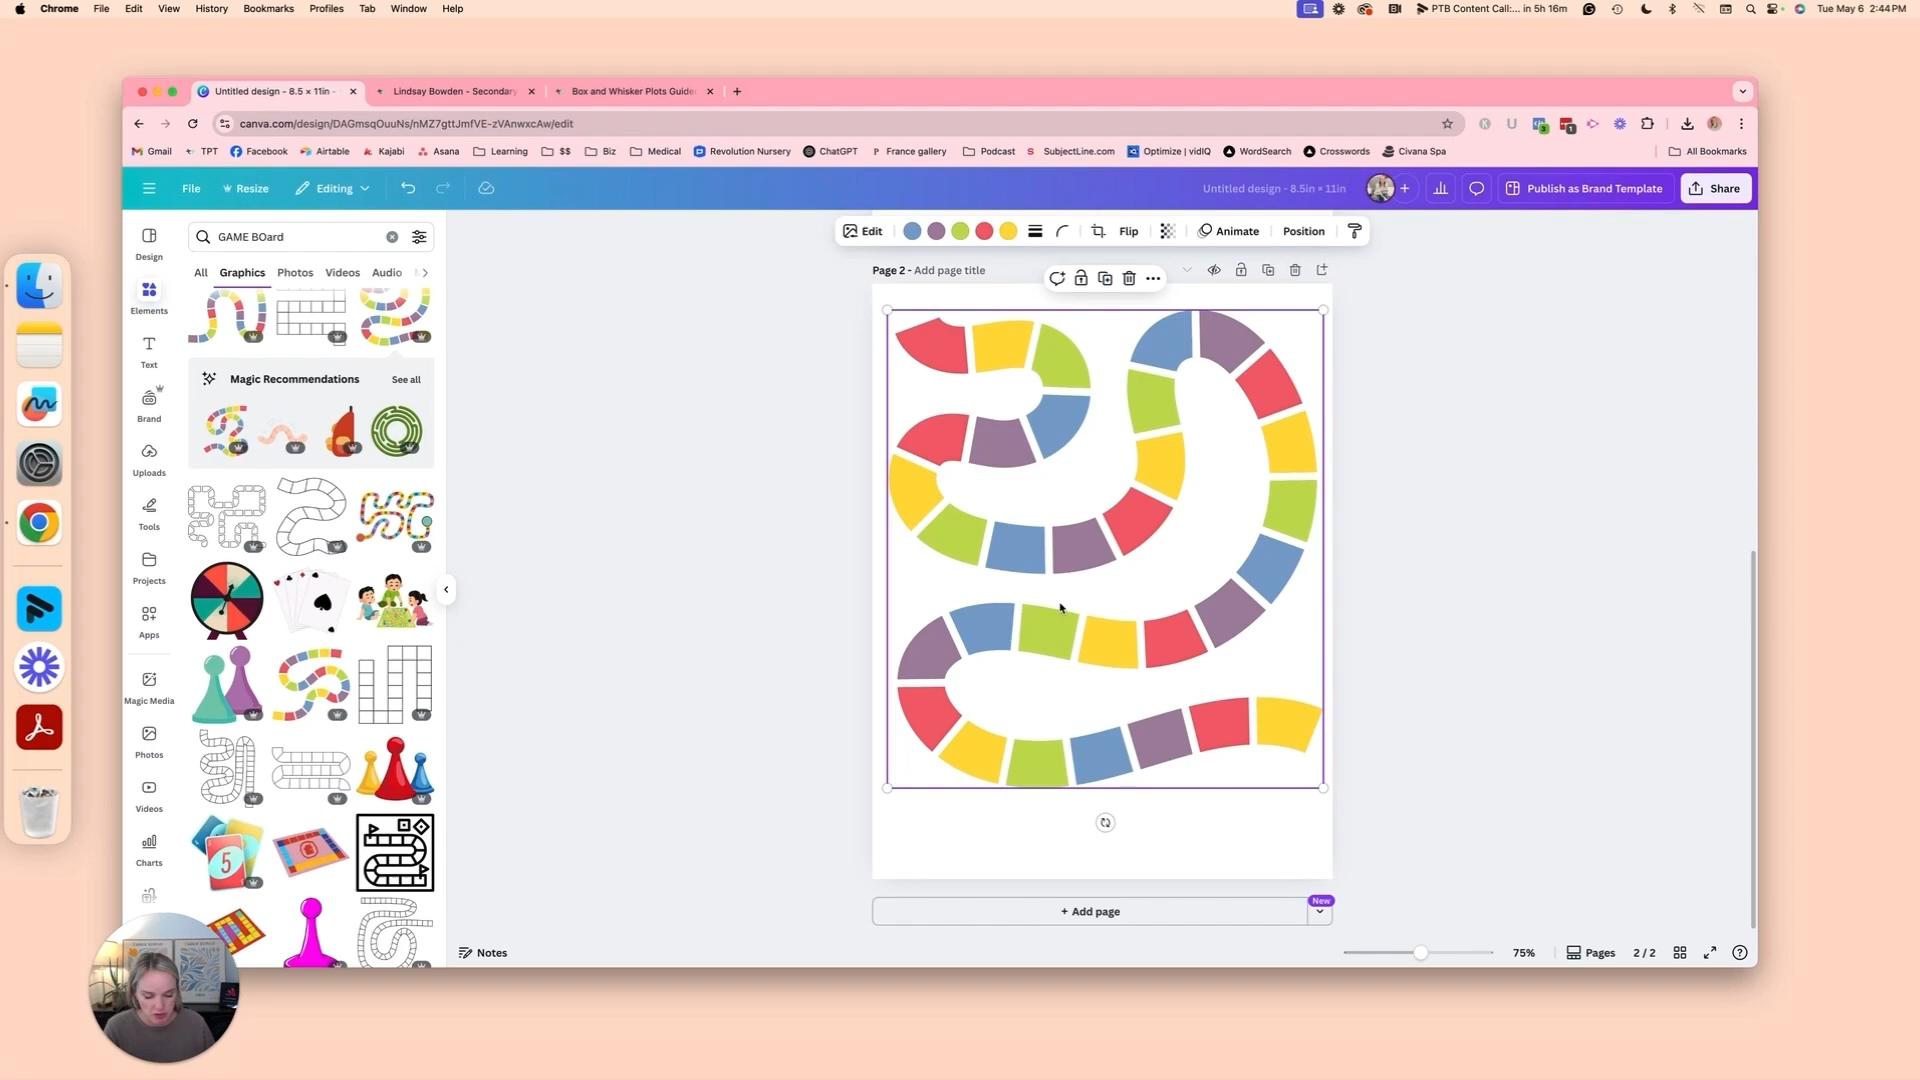 Chrome File Edit View History Bookmarks Profiles Tab Window Help
PTB Content Call:... in 5h 16m
Tue May 6 2:44 PM
Untitled design - 8.5 × 11in -
Lindsay Bowden - Secondary
Box and Whisker Plots Guide
canva.com/design/DAGmsqOuuNs/nMZ7gttJmfVE-zVAnwxcAw/edit
3
1
Gmail TPT Facebook Airtable Kajabi Asana Learning $$ Biz Medical Revolution Nursery ChatGPT France gallery Podcast SubjectLine.com Optimize | vidIQ WordSearch Crosswords Civana Spa All Bookmarks
File Resize Editing
Untitled design - 8.5in × 11in
Publish as Brand Template
Share
Design
Elements
Text
Brand
Uploads
Tools
Projects
Apps
Magic Media
Photos
Videos
Charts
GAME BOard
All Graphics Photos Videos Audio
Magic Recommendations
See all
5
Edit
Flip
Animate
Position
Page 2 - Add page title
+ Add page
New
Notes
75%
Pages
2 / 2